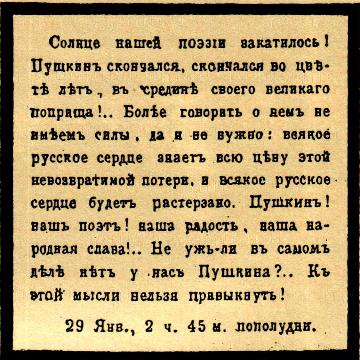 Солнце нашей поэзіи закатилось!
Пушкинъ скончался, скончался во цвѣ-
тѣ лѣтъ, въ срединѣ своего великаго
поприща!.. Болѣе говорить о немъ не
имѣемъ силы, да и не нужно: всякое
русское сердце знаетъ всю цѣну этой
невозвратимой потери, и всякое русское
сердце будетъ растерзано. Пушкинъ!
нашъ поэтъ! наша радость, наша на-
родная слава!.. Не ужь-ли въ самомъ
дѣлѣ нѣтъ у насъ Пушкина?.. Къ
этой мысли нельзя привыкнуть!
29 Янв., 2 ч. 45 м. пополудни.